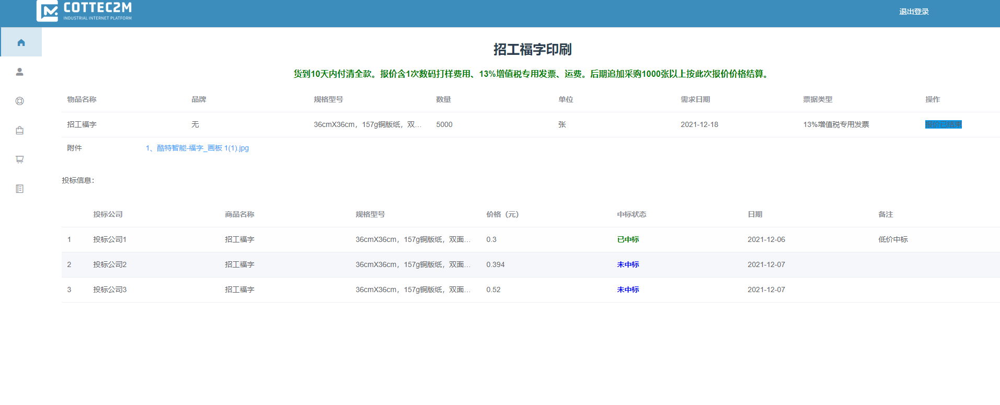 COTTEC2M
INDUSTRIAL INTERNET PLATFORM
退出登录
招工福字印刷
货到10天内付清全款。报价含1次数码打样费用、13%增值税专用发票、运费。后期追加采购1000张以上按此次报价价格结算。
物品名称 品牌 规格型号 数量 单位 需求日期 票据类型 操作
招工福字 无 36cmX36cm，157g铜版纸，双... 5000 张 2021-12-18 13%增值税专用发票 报价已结束
附件 1、酷特智能-福字_画板 1(1).jpg
投标信息：
投标公司 商品名称 规格型号 价格（元） 中标状态 日期 备注
1 投标公司1 招工福字 36cmX36cm，157g铜版纸，双面... 0.3 已中标 2021-12-06 低价中标
2 投标公司2 招工福字 36cmX36cm，157g铜版纸，双面... 0.394 未中标 2021-12-07
3 投标公司3 招工福字 36cmX36cm，157g铜版纸，双面... 0.52 未中标 2021-12-07